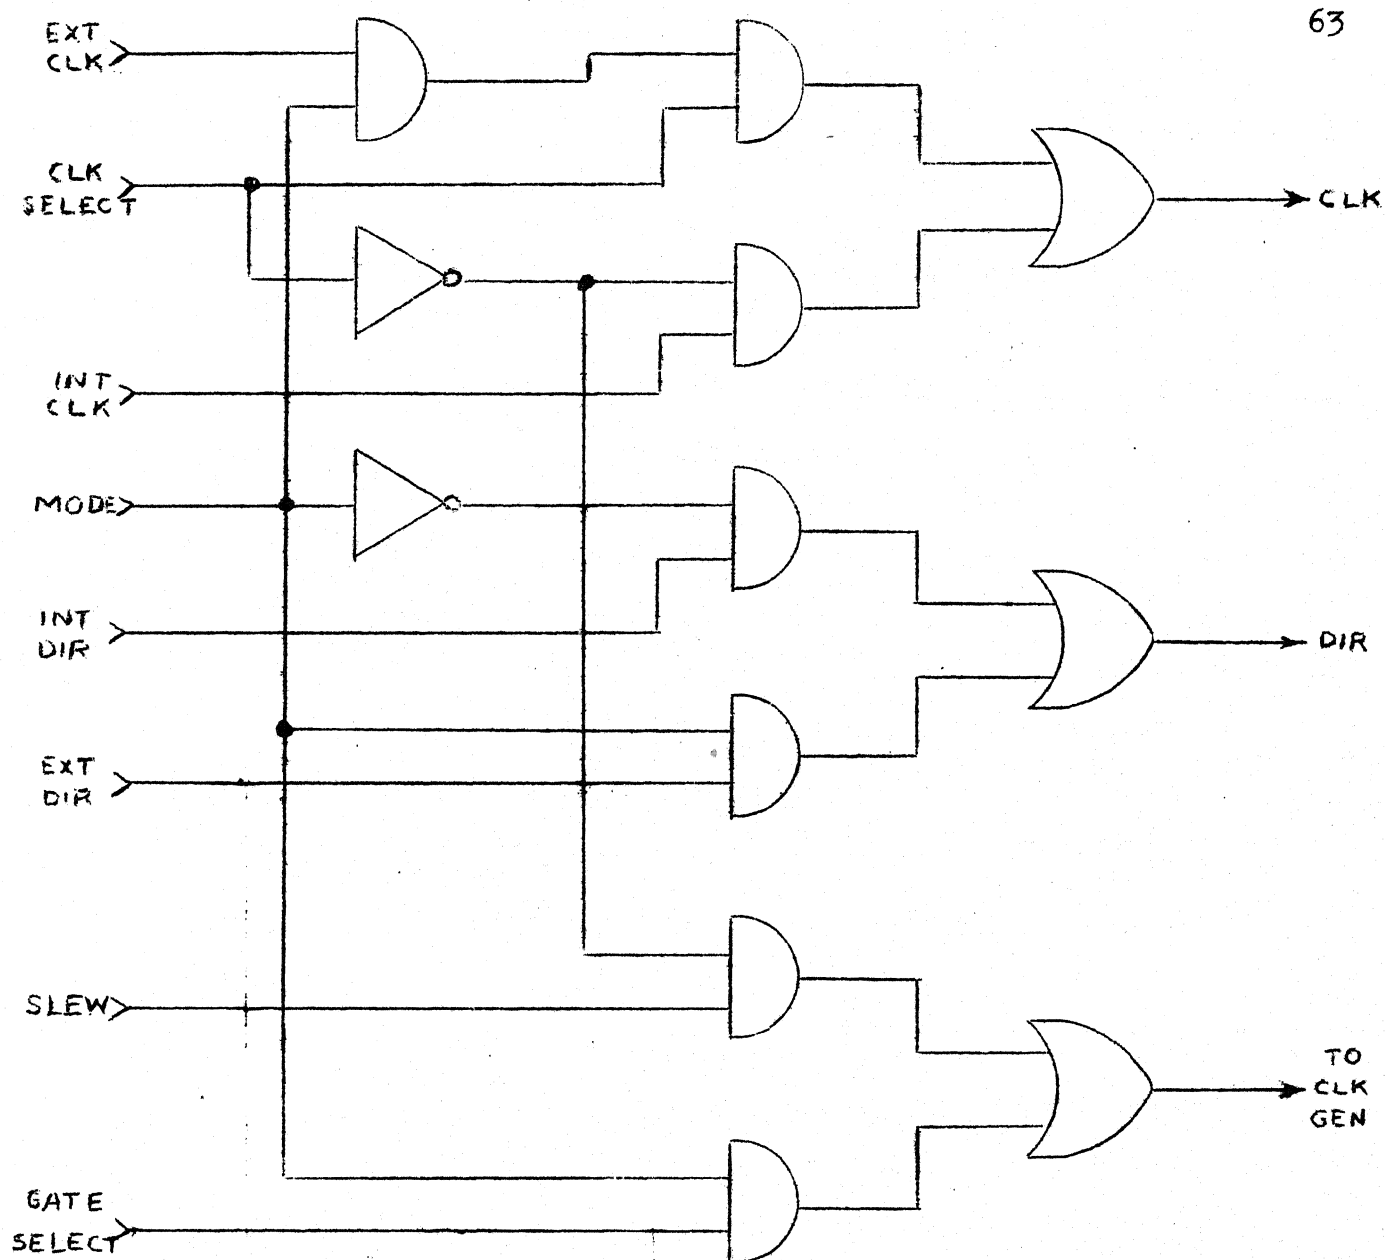 63
EXT
CLK
CLK
SELECT
INT
CLK
MODE
INT
DIR
EXT
DIR
SLEW
GATE
SELECT
CLK
DIR
TO
CLK
GEN